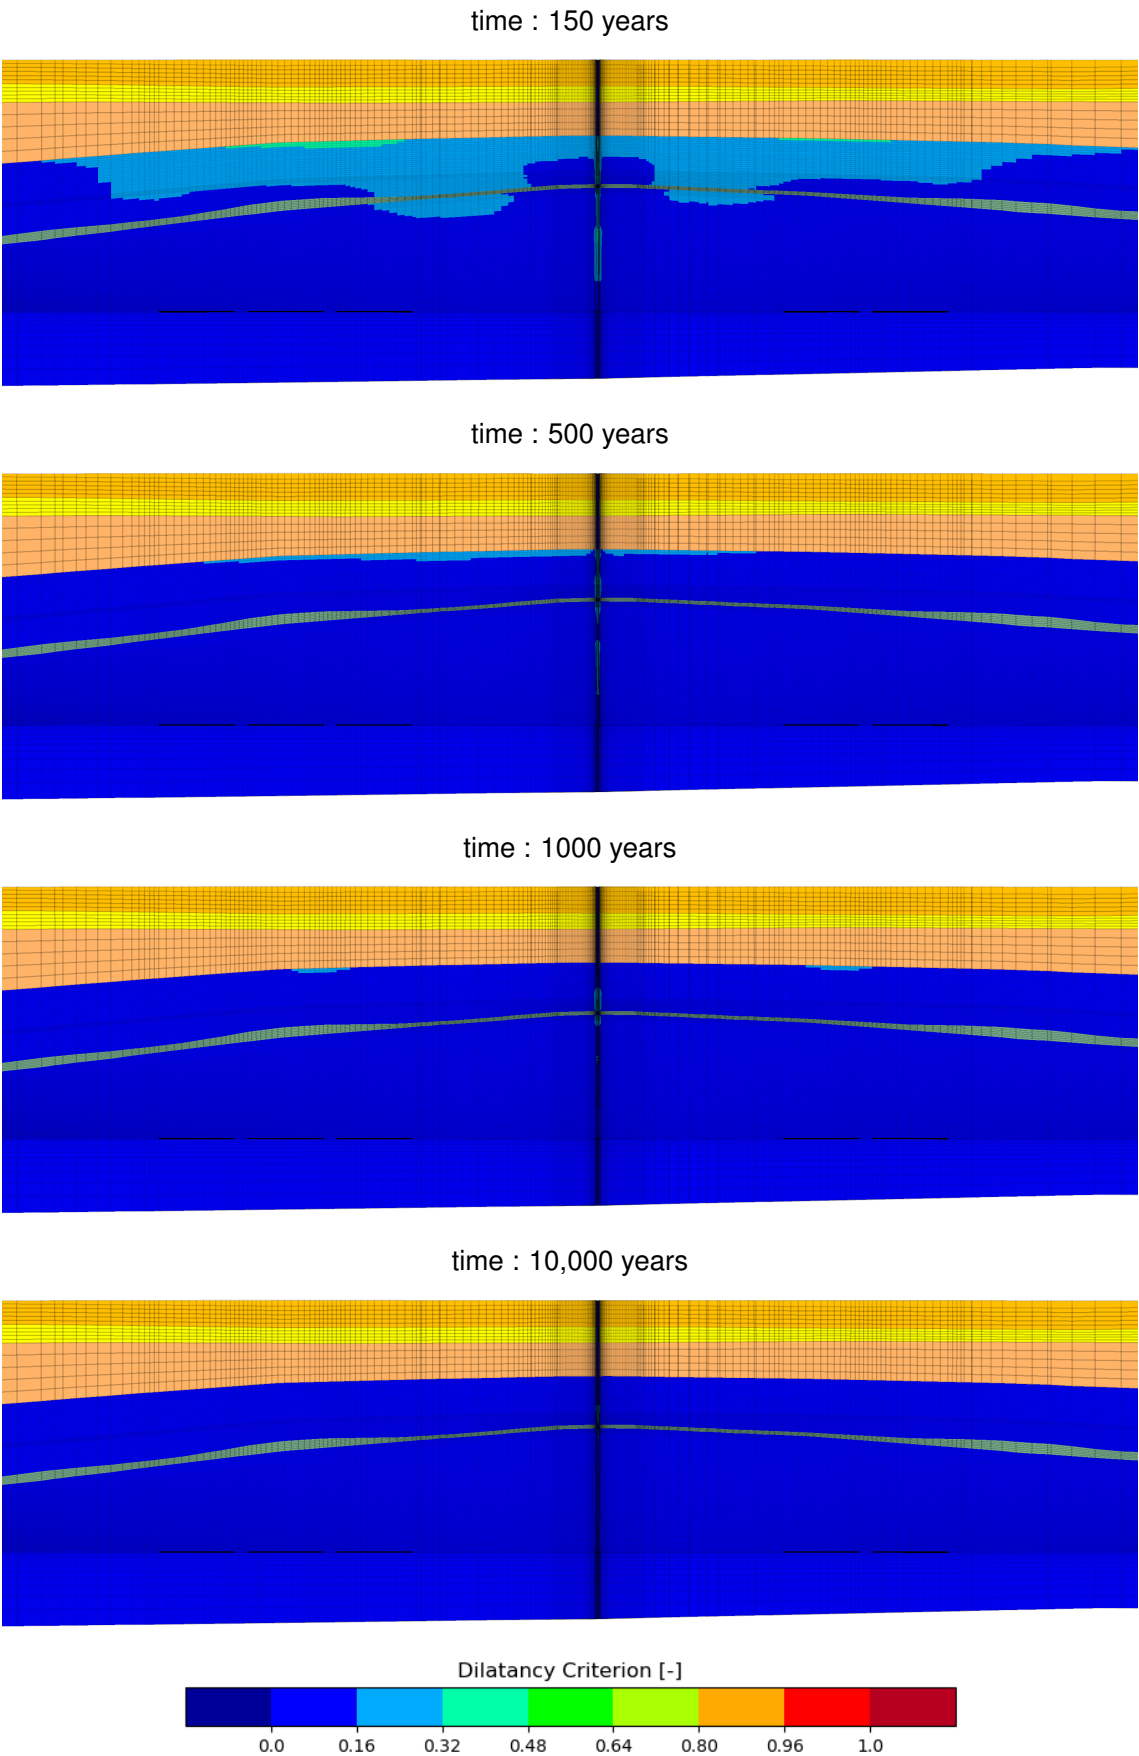 time : 150 years
time : 500 years
time : 1000 years
time : 10,000 years
Dilatancy Criterion [-]
0.0 0.16 0.32 0.48 0.64 0.80 0.96 1.0